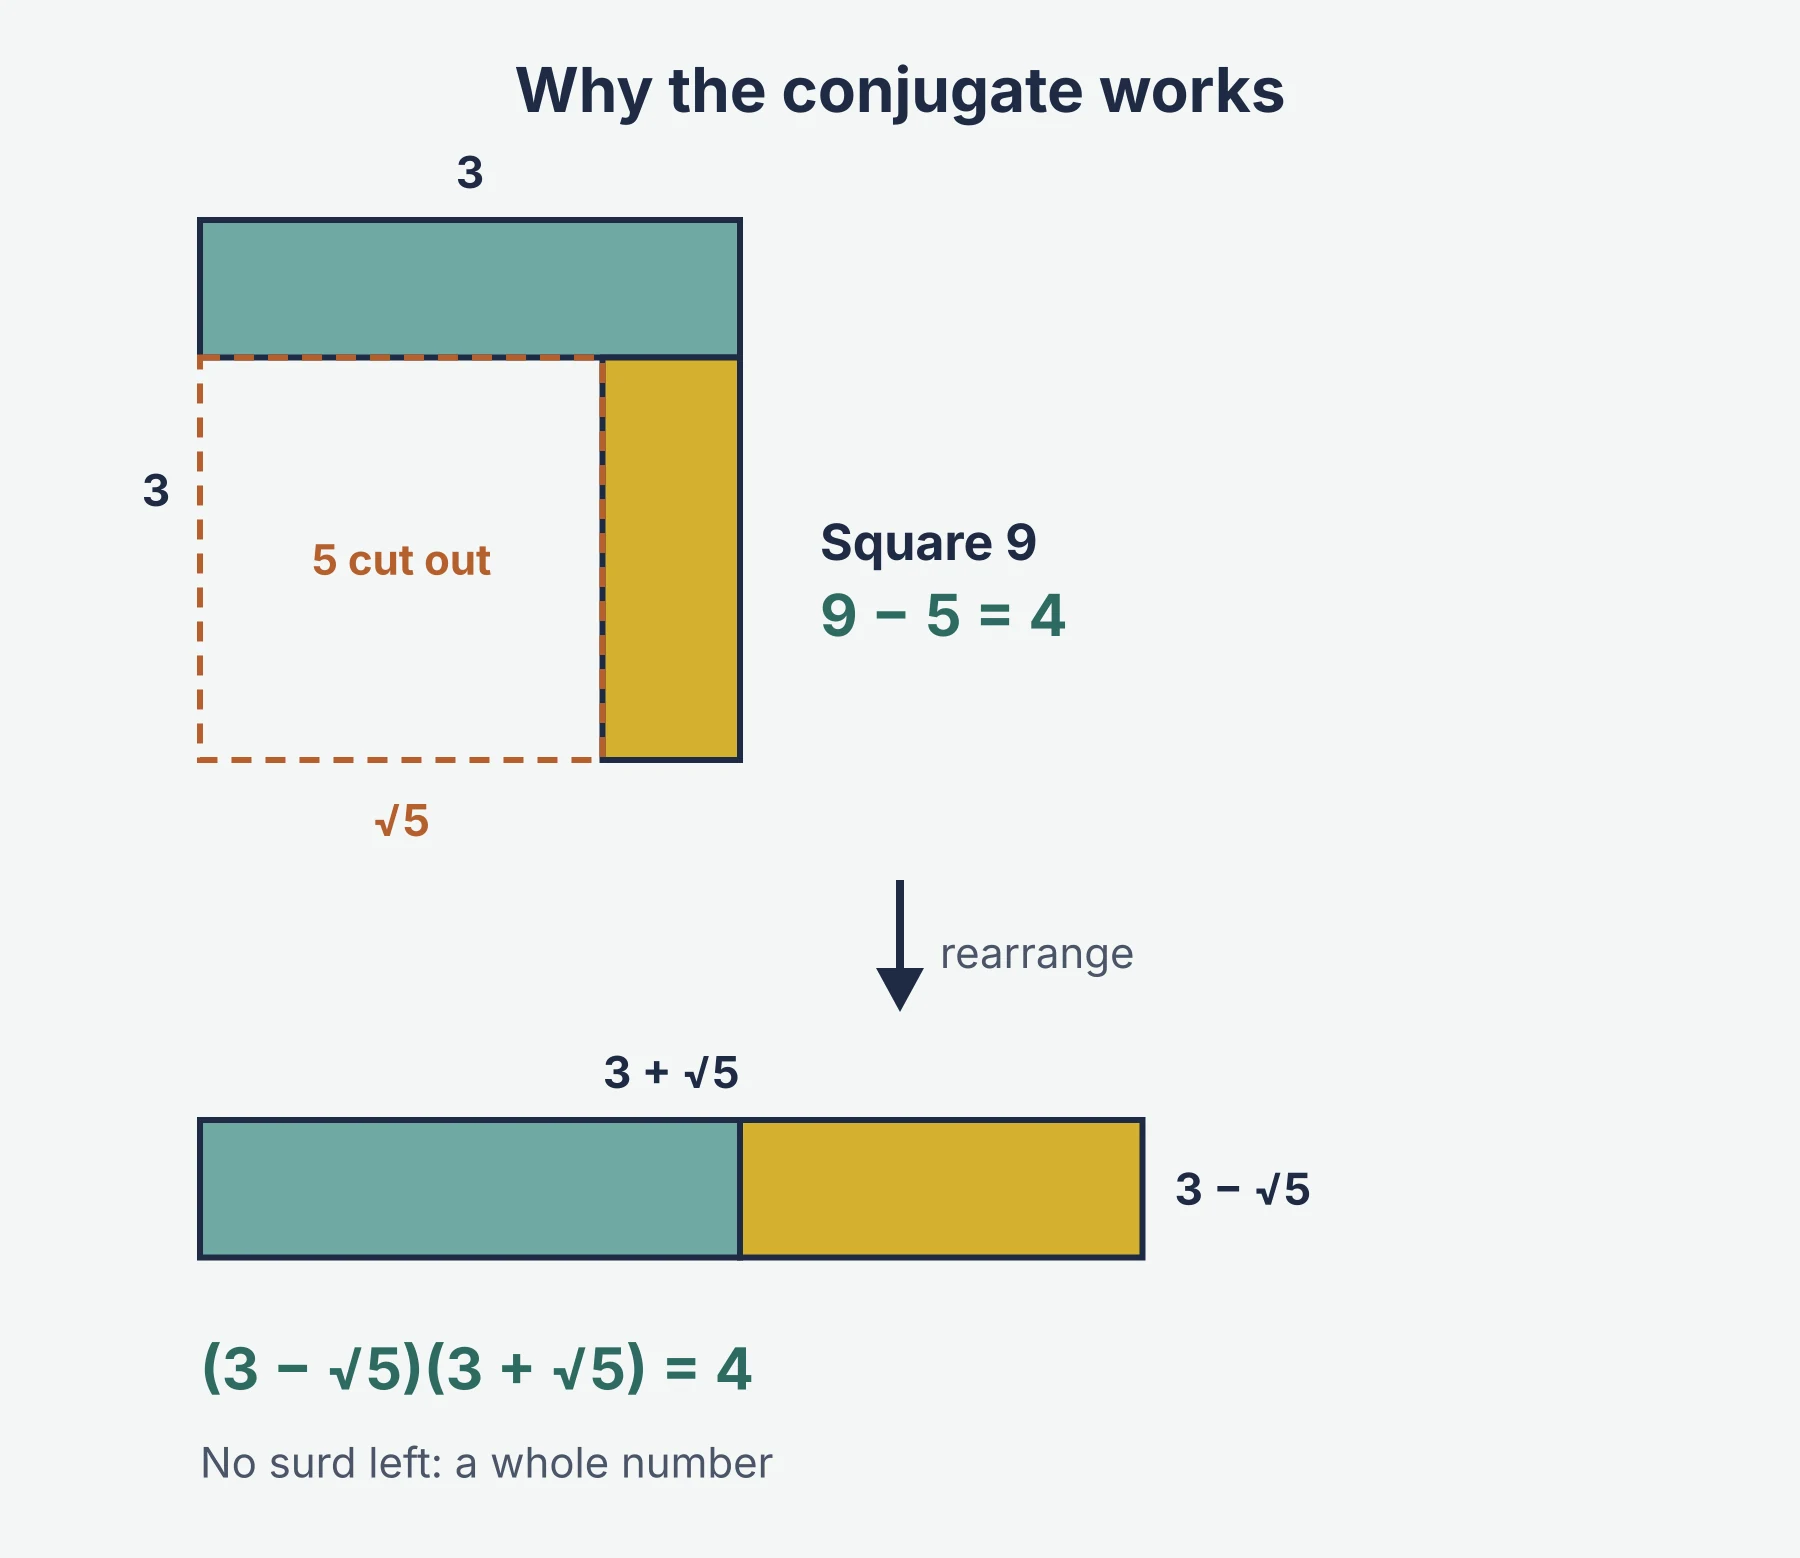 Why the conjugate works
3
3
5 cut out
Square 9
9 − 5 = 4
√5
rearrange
3 + √5
3 − √5
(3 − √5)(3 + √5) = 4
No surd left: a whole number